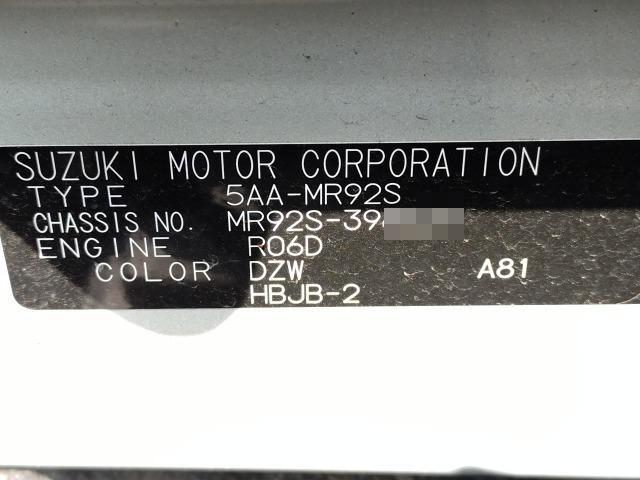 SUZUKI MOTOR CORPORATION
TYPE 5AA-MR92S
CHASSIS NO. MR92S-39
ENGINE R06D
COLOR DZW A81
HBJB-2